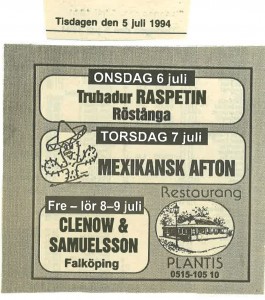 Tisdagen den 5 juli 1994
ONSDAG 6 juli
Trubadur RASPETIN
Röstånga
TORSDAG 7 juli
MEXIKANSK AFTON
Fre – lör 8–9 juli
CLENOW &
SAMUELSSON
Falköping
Restaurang
PLANTIS
0515-105 10